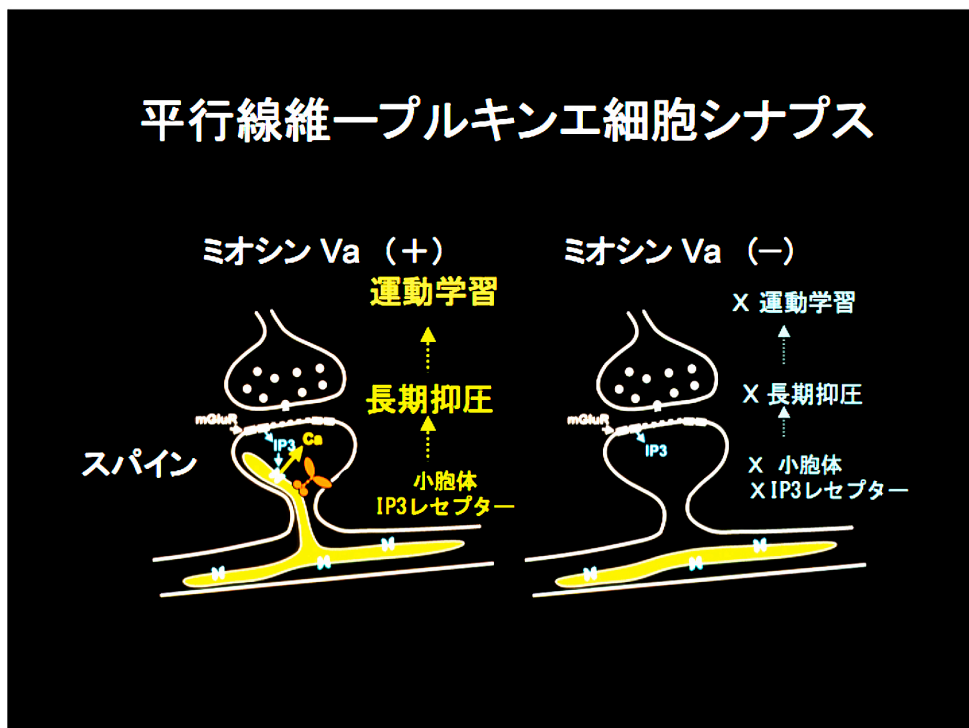 平行線維ープルキンエ細胞シナプス
ミオシン Va （＋）
運動学習
長期抑圧
小胞体
IP3レセプター
mGluR
IP3
Ca
スパイン
ミオシン Va （－）
X 運動学習
X 長期抑圧
X 小胞体
X IP3レセプター
mGluR
IP3